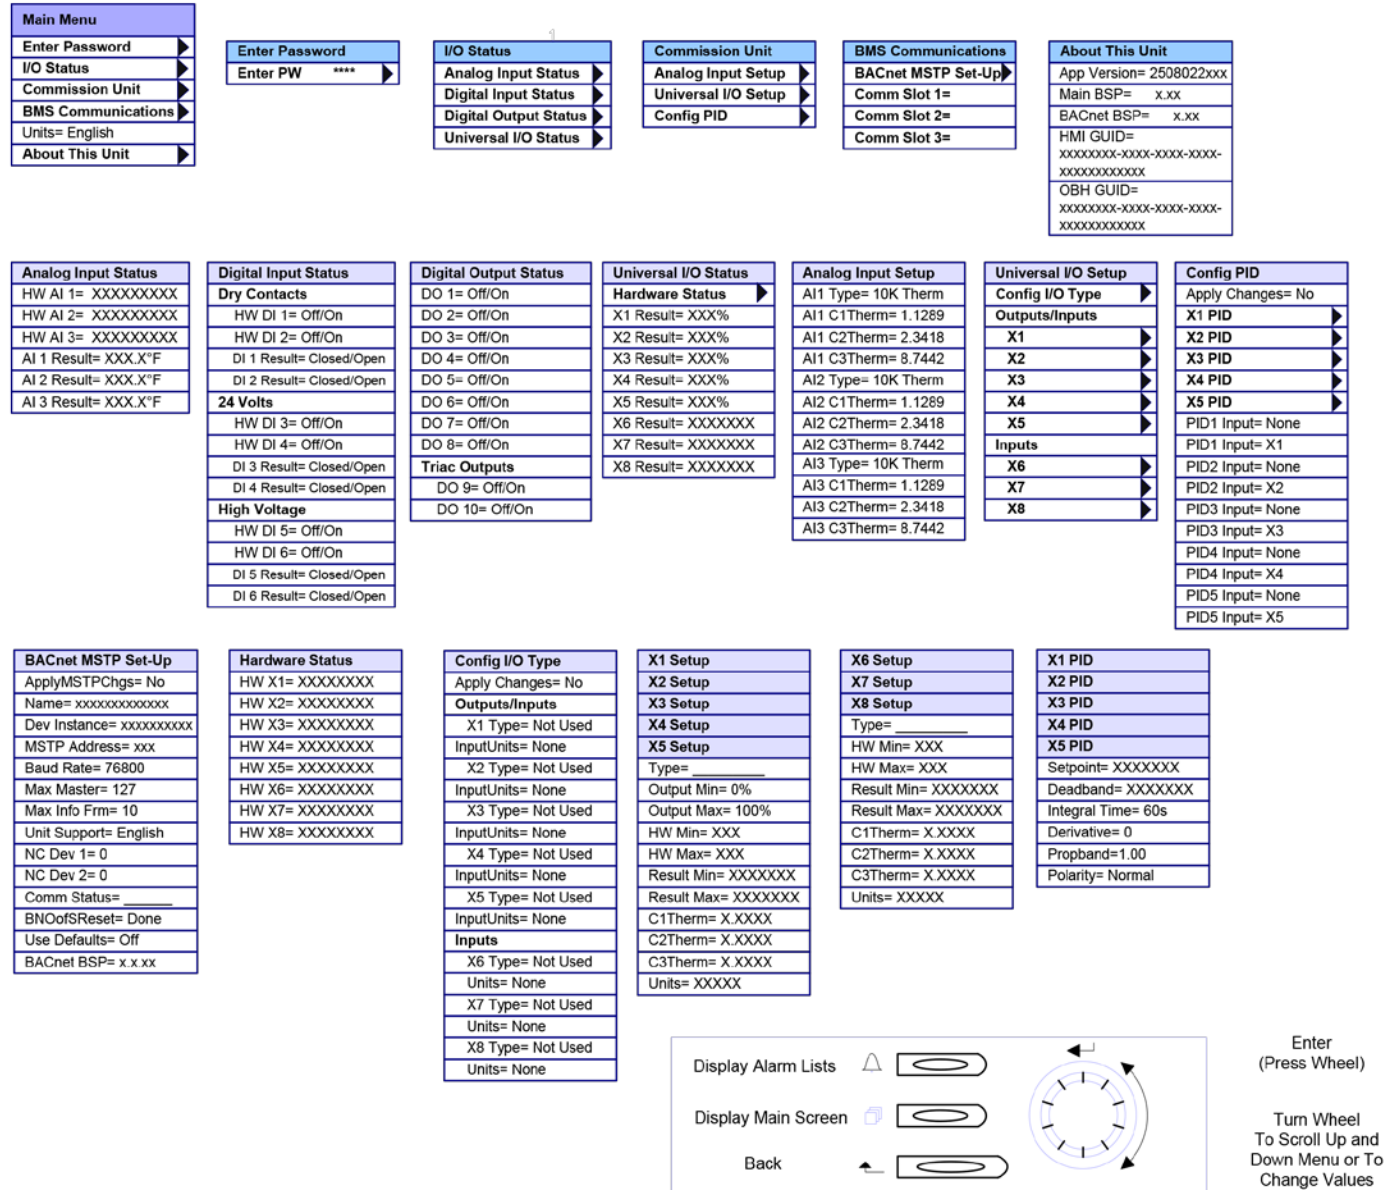 Main Menu
Enter Password
I/O Status
Commission Unit
BMS Communications
Units= English
About This Unit
Enter Password
Enter PW ****
I/O Status
Analog Input Status
Digital Input Status
Digital Output Status
Universal I/O Status
Commission Unit
Analog Input Setup
Universal I/O Setup
Config PID
BMS Communications
BACnet MSTP Set-Up
Comm Slot 1=
Comm Slot 2=
Comm Slot 3=
About This Unit
App Version= 2508022xxx
Main BSP= x.xx
BACnet BSP= x.xx
HMI GUID=
xxxxxxxx-xxxx-xxxx-xxxx-
xxxxxxxxxxxx
OBH GUID=
xxxxxxxx-xxxx-xxxx-xxxx-
xxxxxxxxxxxx
Analog Input Status
HW AI 1= XXXXXXXXX
HW AI 2= XXXXXXXXX
HW AI 3= XXXXXXXXX
AI 1 Result= XXX.X°F
AI 2 Result= XXX.X°F
AI 3 Result= XXX.X°F
Digital Input Status
Dry Contacts
HW DI 1= Off/On
HW DI 2= Off/On
DI 1 Result= Closed/Open
DI 2 Result= Closed/Open
24 Volts
HW DI 3= Off/On
HW DI 4= Off/On
DI 3 Result= Closed/Open
DI 4 Result= Closed/Open
High Voltage
HW DI 5= Off/On
HW DI 6= Off/On
DI 5 Result= Closed/Open
DI 6 Result= Closed/Open
Digital Output Status
DO 1= Off/On
DO 2= Off/On
DO 3= Off/On
DO 4= Off/On
DO 5= Off/On
DO 6= Off/On
DO 7= Off/On
DO 8= Off/On
Triac Outputs
DO 9= Off/On
DO 10= Off/On
Universal I/O Status
Hardware Status
X1 Result= XXX%
X2 Result= XXX%
X3 Result= XXX%
X4 Result= XXX%
X5 Result= XXX%
X6 Result= XXXXXXX
X7 Result= XXXXXXX
X8 Result= XXXXXXX
Analog Input Setup
AI1 Type= 10K Therm
AI1 C1Therm= 1.1289
AI1 C2Therm= 2.3418
AI1 C3Therm= 8.7442
AI2 Type= 10K Therm
AI2 C1Therm= 1.1289
AI2 C2Therm= 2.3418
AI2 C3Therm= 8.7442
AI3 Type= 10K Therm
AI3 C1Therm= 1.1289
AI3 C2Therm= 2.3418
AI3 C3Therm= 8.7442
Universal I/O Setup
Config I/O Type
Outputs/Inputs
X1
X2
X3
X4
X5
Inputs
X6
X7
X8
Config PID
Apply Changes= No
X1 PID
X2 PID
X3 PID
X4 PID
X5 PID
PID1 Input= None
PID1 Input= X1
PID2 Input= None
PID2 Input= X2
PID3 Input= None
PID3 Input= X3
PID4 Input= None
PID4 Input= X4
PID5 Input= None
PID5 Input= X5
BACnet MSTP Set-Up
ApplyMSTPChgs= No
Name= xxxxxxxxxxxxx
Dev Instance= xxxxxxxxxx
MSTP Address= xxx
Baud Rate= 76800
Max Master= 127
Max Info Frm= 10
Unit Support= English
NC Dev 1= 0
NC Dev 2= 0
Comm Status= ______
BNOofSReset= Done
Use Defaults= Off
BACnet BSP= x.x.xx
Hardware Status
HW X1= XXXXXXXX
HW X2= XXXXXXXX
HW X3= XXXXXXXX
HW X4= XXXXXXXX
HW X5= XXXXXXXX
HW X6= XXXXXXXX
HW X7= XXXXXXXX
HW X8= XXXXXXXX
Config I/O Type
Apply Changes= No
Outputs/Inputs
X1 Type= Not Used
InputUnits= None
X2 Type= Not Used
InputUnits= None
X3 Type= Not Used
InputUnits= None
X4 Type= Not Used
InputUnits= None
X5 Type= Not Used
InputUnits= None
Inputs
X6 Type= Not Used
Units= None
X7 Type= Not Used
Units= None
X8 Type= Not Used
Units= None
X1 Setup
X2 Setup
X3 Setup
X4 Setup
X5 Setup
Type= ________
Output Min= 0%
Output Max= 100%
HW Min= XXX
HW Max= XXX
Result Min= XXXXXXX
Result Max= XXXXXXX
C1Therm= X.XXXX
C2Therm= X.XXXX
C3Therm= X.XXXX
Units= XXXXX
X6 Setup
X7 Setup
X8 Setup
Type= ________
HW Min= XXX
HW Max= XXX
Result Min= XXXXXXX
Result Max= XXXXXXX
C1Therm= X.XXXX
C2Therm= X.XXXX
C3Therm= X.XXXX
Units= XXXXX
X1 PID
X2 PID
X3 PID
X4 PID
X5 PID
Setpoint= XXXXXXX
Deadband= XXXXXXX
Integral Time= 60s
Derivative= 0
Propband=1.00
Polarity= Normal
Display Alarm Lists
Display Main Screen
Back
Enter
(Press Wheel)
Turn Wheel
To Scroll Up and
Down Menu or To
Change Values